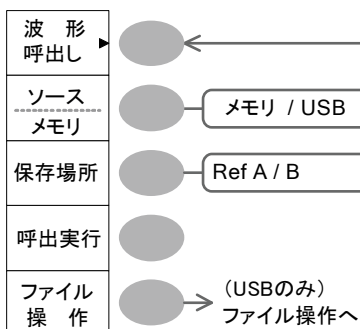 波 形
呼出し
ソース
メモリ
メモリ / USB
保存場所
Ref A / B
呼出実行
ファイル
操 作
(USBのみ)
ファイル操作へ